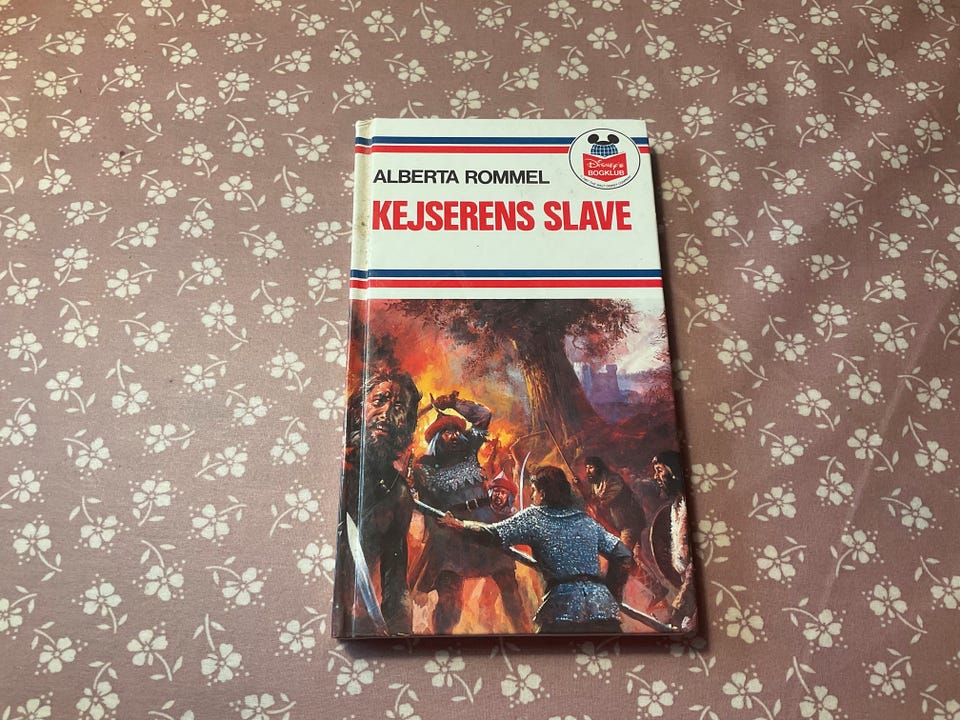 Disney's
BOGKLUB
ALBERTA ROMMEL
KEJSERENS SLAVE